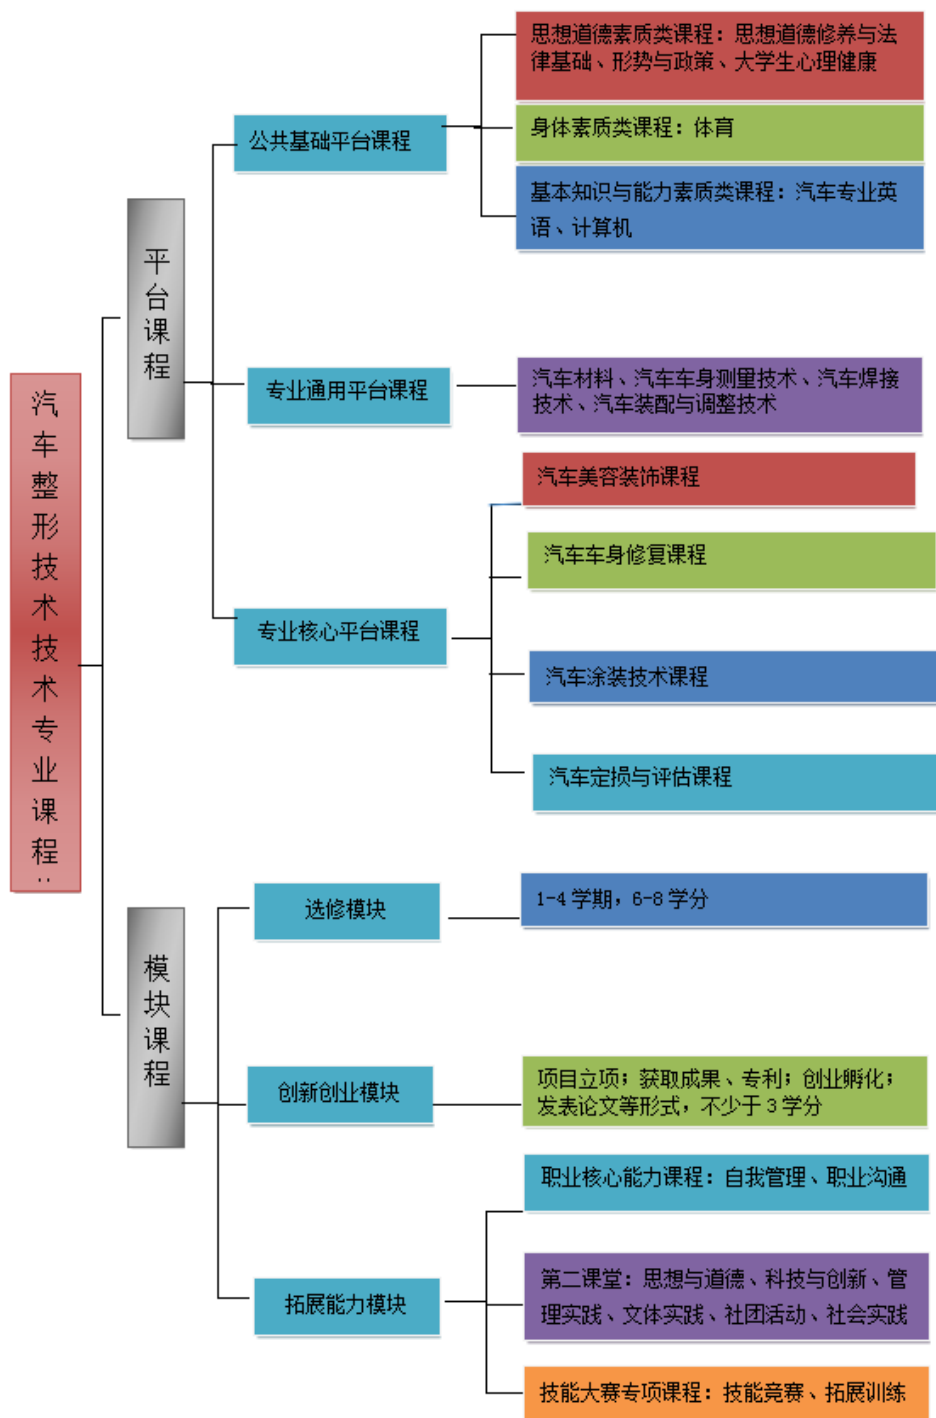 汽车整形技术技术专业课程
平台课程
公共基础平台课程
思想道德素质类课程：思想道德修养与法
律基础、形势与政策、大学生心理健康
身体素质类课程：体育
基本知识与能力素质类课程：汽车专业英
语、计算机
专业通用平台课程
汽车材料、汽车车身测量技术、汽车焊接
技术、汽车装配与调整技术
专业核心平台课程
汽车美容装饰课程
汽车车身修复课程
汽车涂装技术课程
汽车定损与评估课程
模块课程
选修模块
1-4 学期，6-8 学分
创新创业模块
项目立项；获取成果、专利；创业孵化；
发表论文等形式，不少于 3 学分
拓展能力模块
职业核心能力课程：自我管理、职业沟通
第二课堂：思想与道德、科技与创新、管
理实践、文体实践、社团活动、社会实践
技能大赛专项课程：技能竞赛、拓展训练